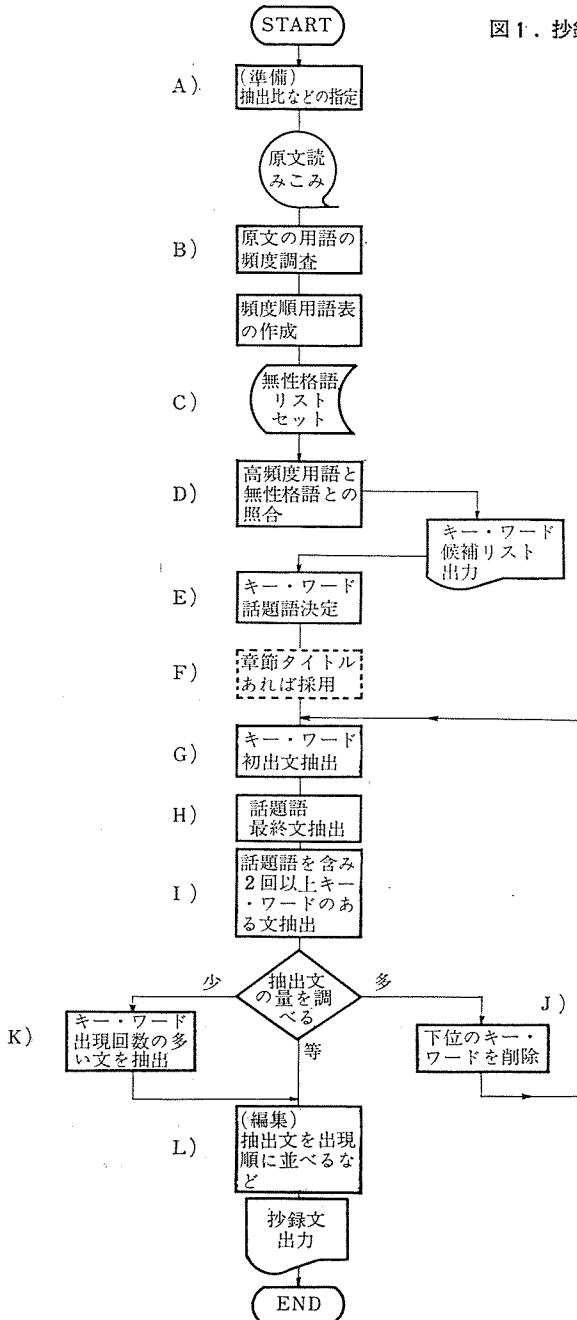 START
図1．抄
A)
(準備)
抽出比などの指定
原文読
みこみ
B)
原文の用語の
頻度調査
頻度順用語表
の作成
C)
無性格語
リスト
セット
D)
高頻度用語と
無性格語との
照合
キー・ワード
候補リスト
出力
E)
キー・ワード
話題語決定
F)
章節タイトル
あれば採用
G)
キー・ワード
初出文抽出
H)
話題語
最終文抽出
I)
話題語を含み
2回以上キー
・ワードのあ
る文抽出
少
抽出文
の量を調
べる
多
等
K)
キー・ワード
出現回数の多
い文を抽出
J)
下位のキー・
ワードを削除
L)
(編集)
抽出文を出現
順に並べるな
ど
抄録文
出力
END